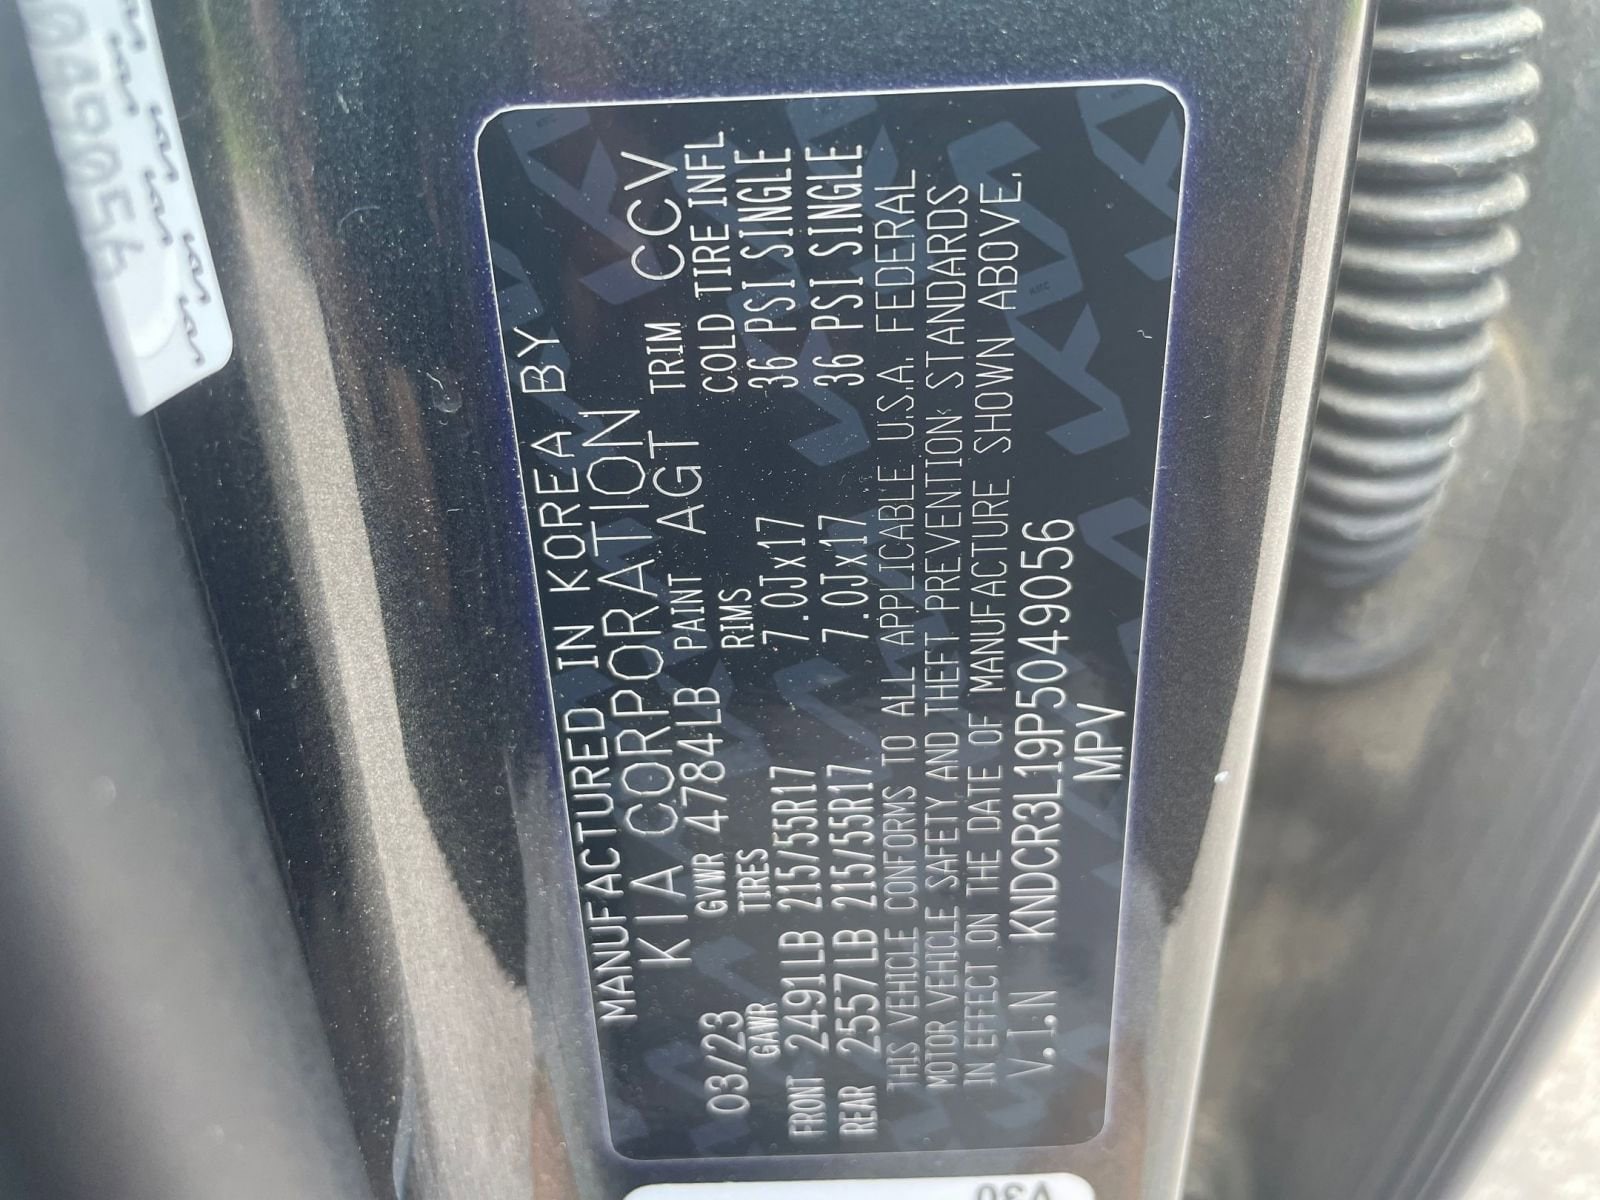 MANUFACTURED IN KOREA BY
KIA CORPORATION
03/23 GVWR 4784LB PAINT AGT TRIM CCV
GAWR TIRES RIMS COLD TIRE INFL
FRONT 2491LB 215/55R17 7.0Jx17 36 PSI SINGLE
REAR 2557LB 215/55R17 7.0Jx17 36 PSI SINGLE
THIS VEHICLE CONFORMS TO ALL APPLICABLE U.S.A. FEDERAL
MOTOR VEHICLE SAFETY AND THEFT PREVENTION STANDARDS
IN EFFECT ON THE DATE OF MANUFACTURE SHOWN ABOVE.
V.I.N KNDCR3L19P5049056
MPV
V30